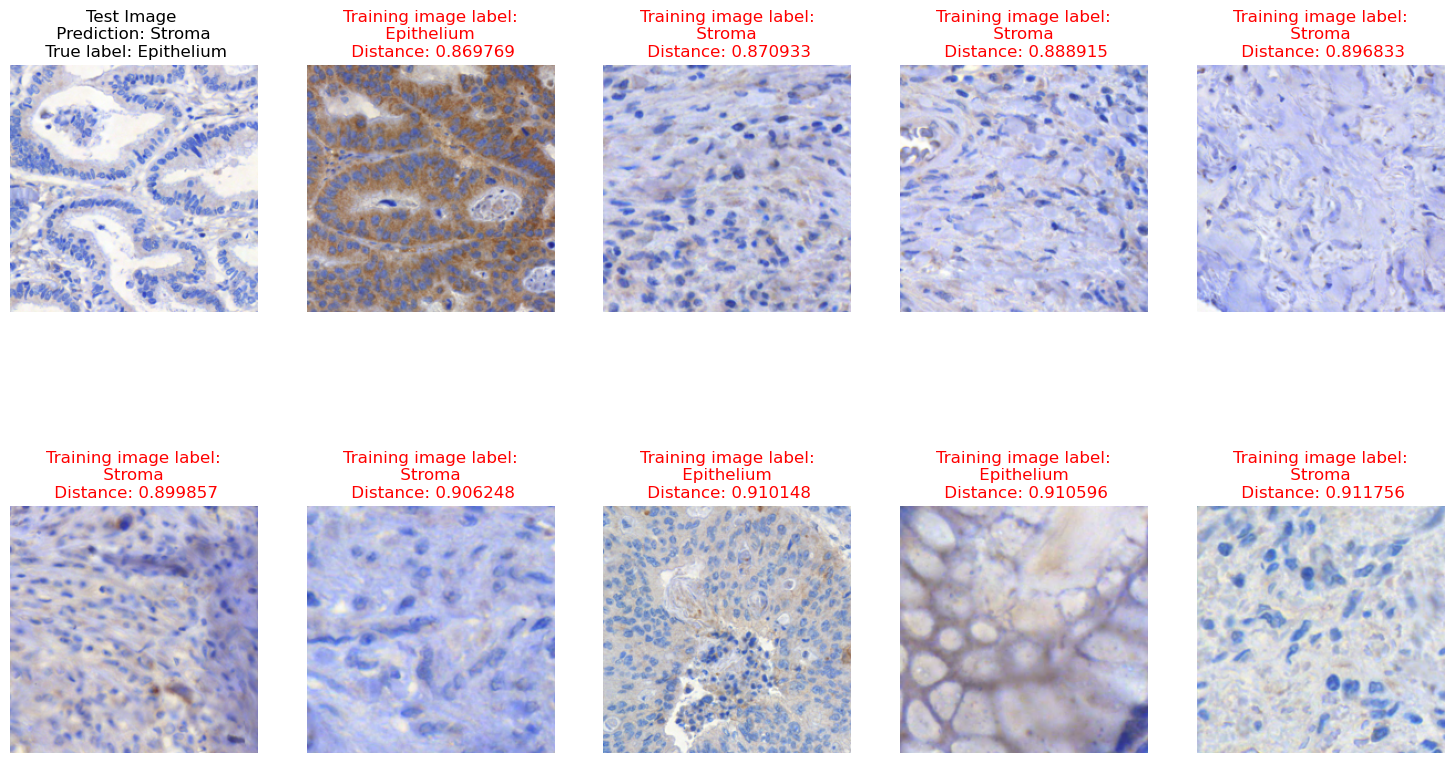 Test Image
Prediction: Stroma
True label: Epithelium
Training image label:
Epithelium
Distance: 0.869769
Training image label:
Stroma
Distance: 0.870933
Training image label:
Stroma
Distance: 0.888915
Training image label:
Stroma
Distance: 0.896833
Training image label:
Stroma
Distance: 0.899857
Training image label:
Stroma
Distance: 0.906248
Training image label:
Epithelium
Distance: 0.910148
Training image label:
Epithelium
Distance: 0.910596
Training image label:
Stroma
Distance: 0.911756